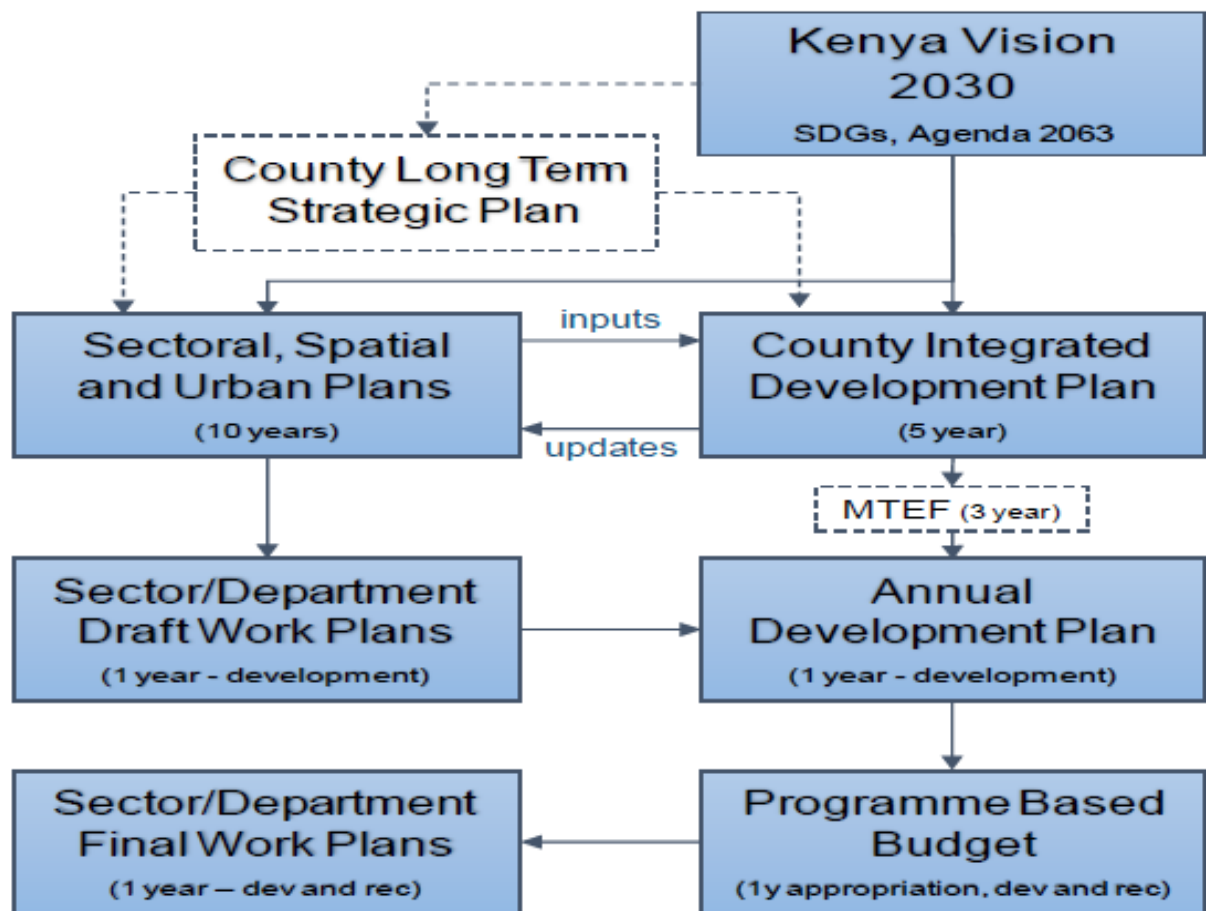 Kenya Vision
2030
SDGs, Agenda 2063
County Long Term
Strategic Plan
Sectoral, Spatial
and Urban Plans
(10 years)
inputs
updates
County Integrated
Development Plan
(5 year)
MTEF (3 year)
Sector/Department
Draft Work Plans
(1 year - development)
Annual
Development Plan
(1 year - development)
Sector/Department
Final Work Plans
(1 year – dev and rec)
Programme Based
Budget
(1y appropriation, dev and rec)